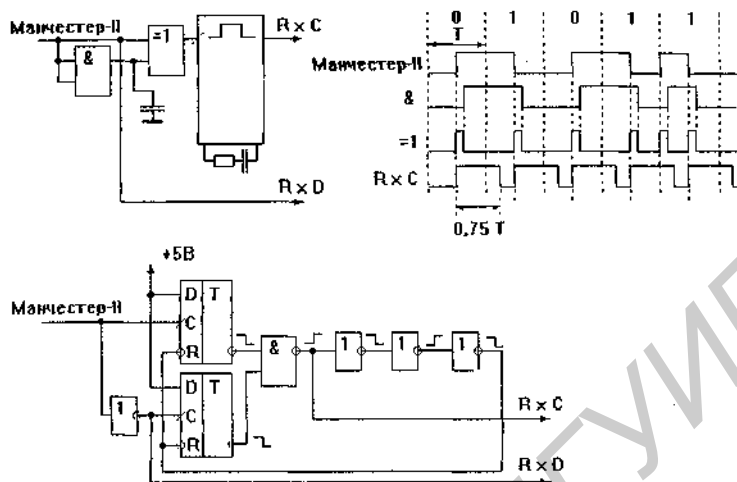 Манчестер-II
&
=1
R×C
R×D
0 1 0 1 1
T
Манчестер-II
&
=1
R×C
0,75 T
+5В
Манчестер-II
D T
C
R
&
1 1 1
1
D T
C
R
R×C
R×D